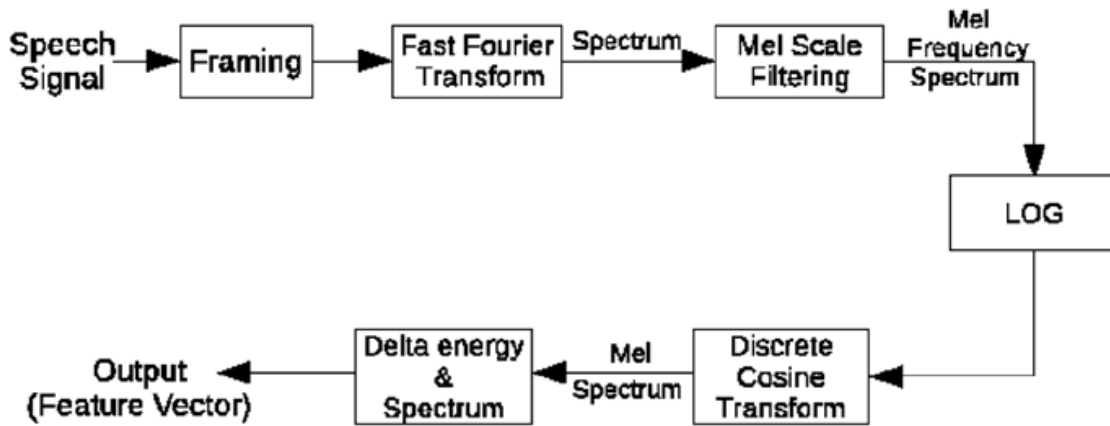 Speech
Signal
Framing
Fast Fourier
Transform
Spectrum
Mel Scale
Filtering
Mel
Frequency
Spectrum
LOG
Discrete
Cosine
Transform
Mel
Spectrum
Delta energy
&
Spectrum
Output
(Feature Vector)